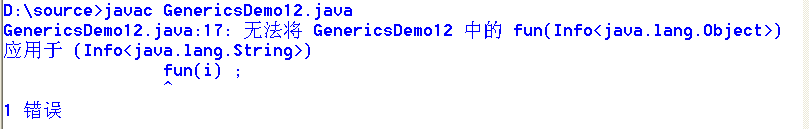 D:\source>javac GenericsDemo12.java
GenericsDemo12.java:17: 无法将 GenericsDemo12 中的 fun(Info<java.lang.Object>)
应用于 (Info<java.lang.String>)
                fun(i) ;
                ^
1 错误